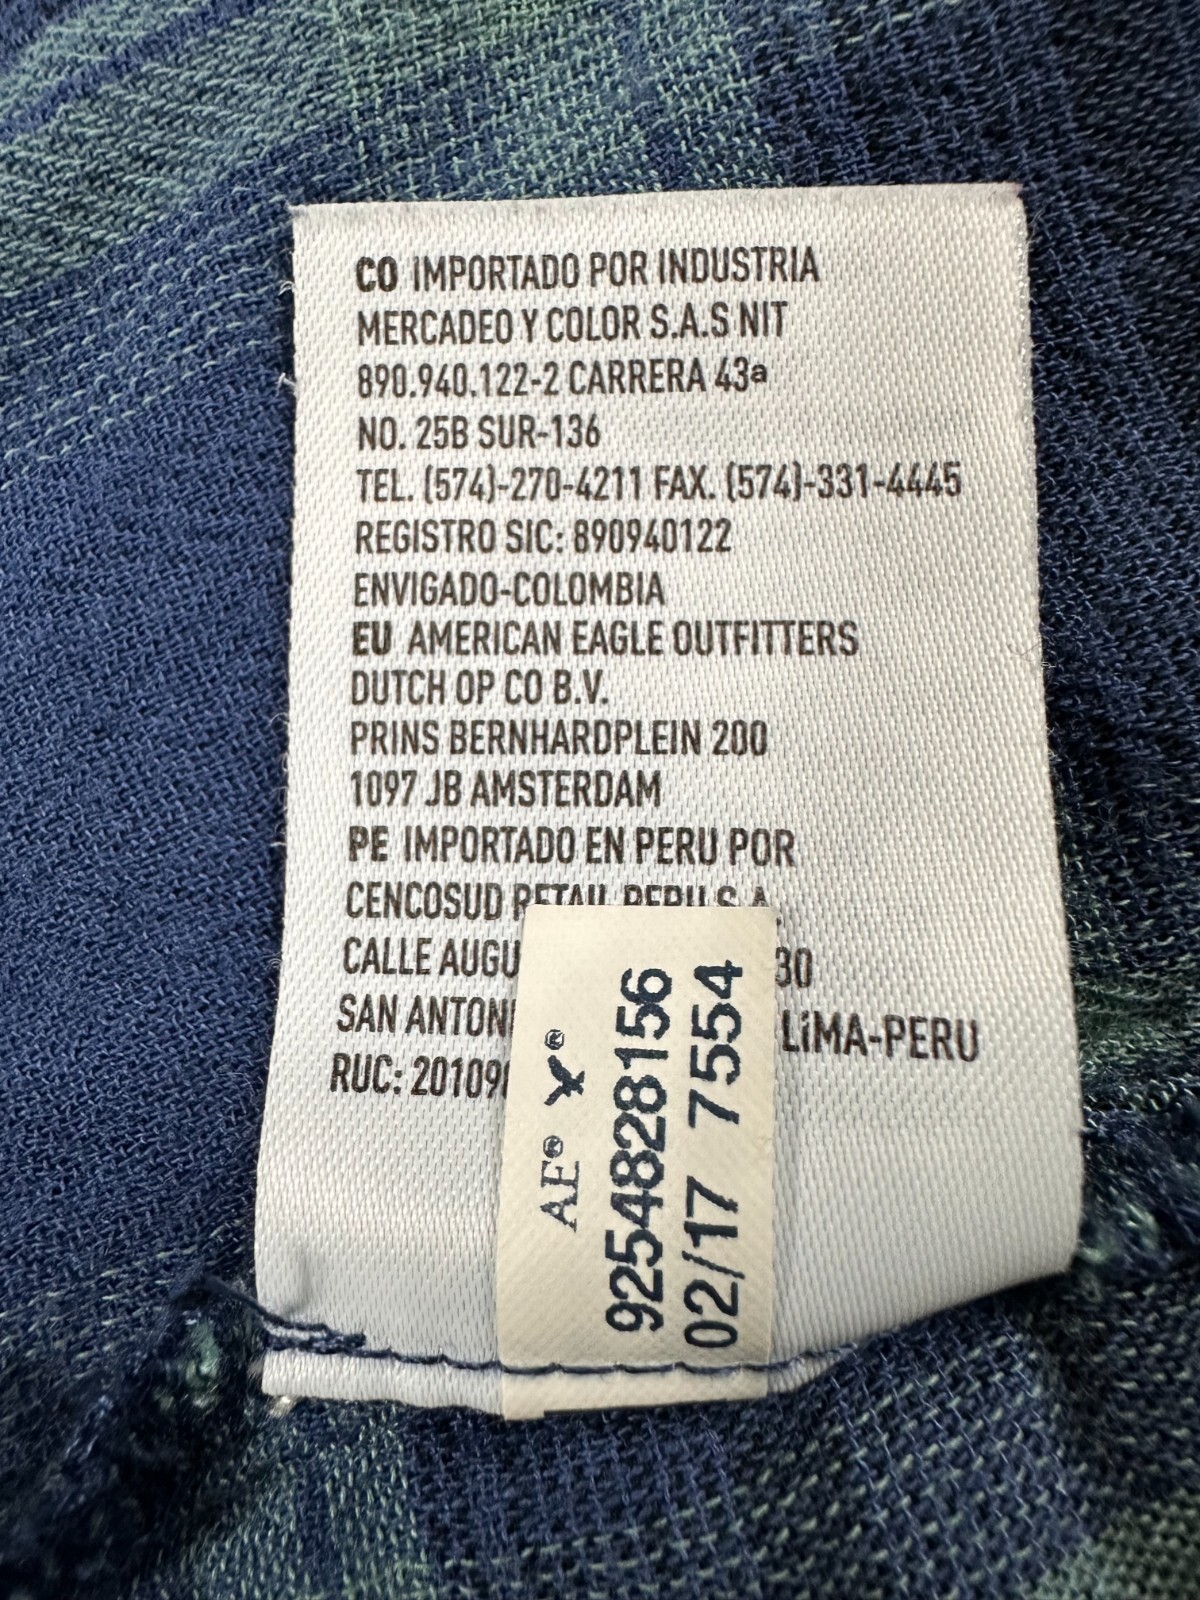 CO IMPORTADO POR INDUSTRIA
MERCADEO Y COLOR S.A.S NIT
890.940.122-2 CARRERA 43ª
NO. 25B SUR-136
TEL. (574)-270-4211 FAX. (574)-331-4445
REGISTRO SIC: 890940122
ENVIGADO-COLOMBIA
EU AMERICAN EAGLE OUTFITTERS
DUTCH OP CO B.V.
PRINS BERNHARDPLEIN 200
1097 JB AMSTERDAM
PE IMPORTADO EN PERU POR
CENCOSUD RETAIL PERU S.A.
CALLE
SAN LiMA-PERU
RUC:
AE® ®
9254828156
02/17 7554